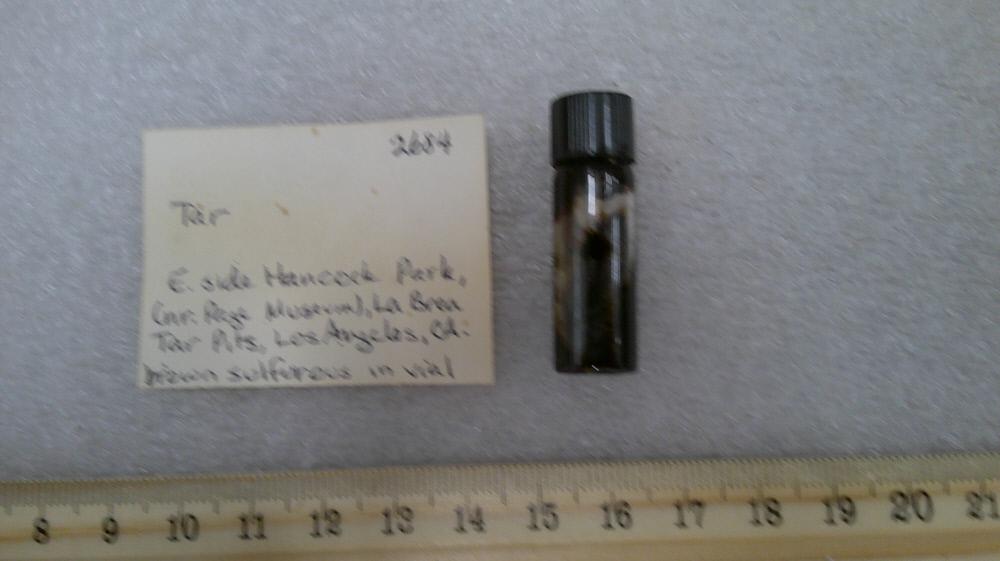 2684
Tar
E. side Hancock Park,
(nr. Page Museum), La Brea
Tar Pits, Los Angeles, CA:
brown sulfureus in vial
8 9 10 11 12 13 14 15 16 17 18 19 20 21